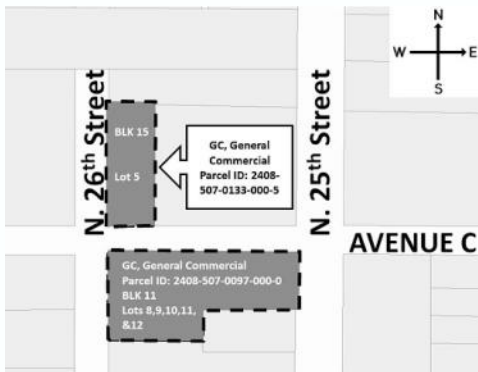 N
W E
S
N. 26th Street
BLK 15
Lot 5
GC, General
Commercial
Parcel ID: 2408-
507-0133-000-5
N. 25th Street
AVENUE C
GC, General Commercial
Parcel ID: 2408-507-0097-000-0
BLK 11
Lots 8,9,10,11,
&12